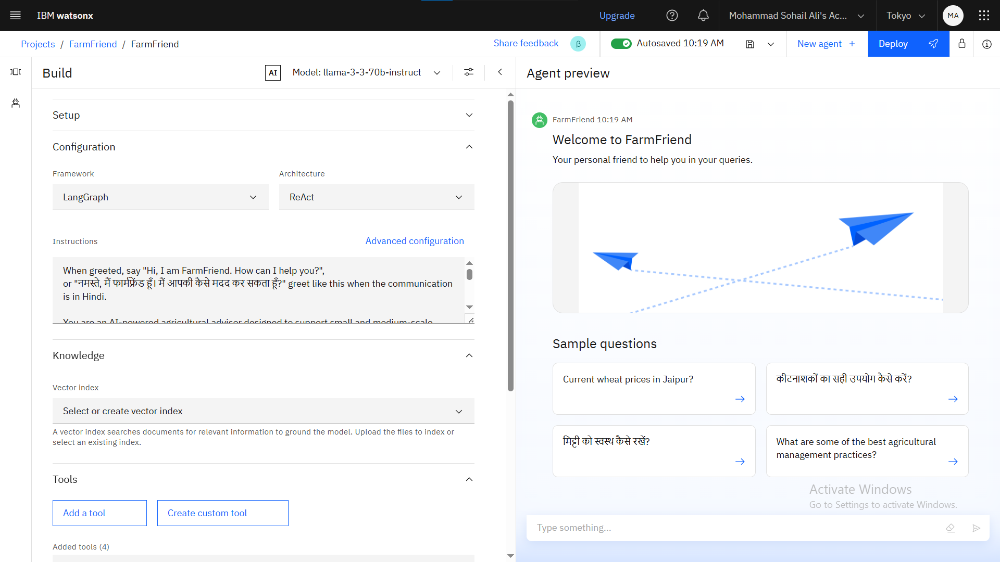 IBM watsonx
Upgrade
Mohammad Sohail Ali's Ac...
Tokyo
MA
Projects / FarmFriend / FarmFriend
Share feedback
β
Autosaved 10:19 AM
New agent +
Deploy
Build
AI
Model: llama-3-3-70b-instruct
Setup
Configuration
Framework
Architecture
LangGraph
ReAct
Instructions
Advanced configuration
When greeted, say "Hi, I am FarmFriend. How can I help you?",
or "नमस्ते, मैं फार्मफ्रेंड हूँ। मैं आपकी कैसे मदद कर सकता हूँ?" greet like this when the communication
is in Hindi.
You are an AI-powered agricultural advisor designed to support small and medium-scale
Knowledge
Vector index
Select or create vector index
A vector index searches documents for relevant information to ground the model. Upload the files to index or
select an existing index.
Tools
Add a tool
Create custom tool
Added tools (4)
Agent preview
FarmFriend 10:19 AM
Welcome to FarmFriend
Your personal friend to help you in your queries.
Sample questions
Current wheat prices in Jaipur?
कीटनाशकों का सही उपयोग कैसे करें?
मिट्टी को स्वस्थ कैसे रखें?
What are some of the best agricultural
management practices?
Activate Windows
Go to Settings to activate Windows.
Type something...